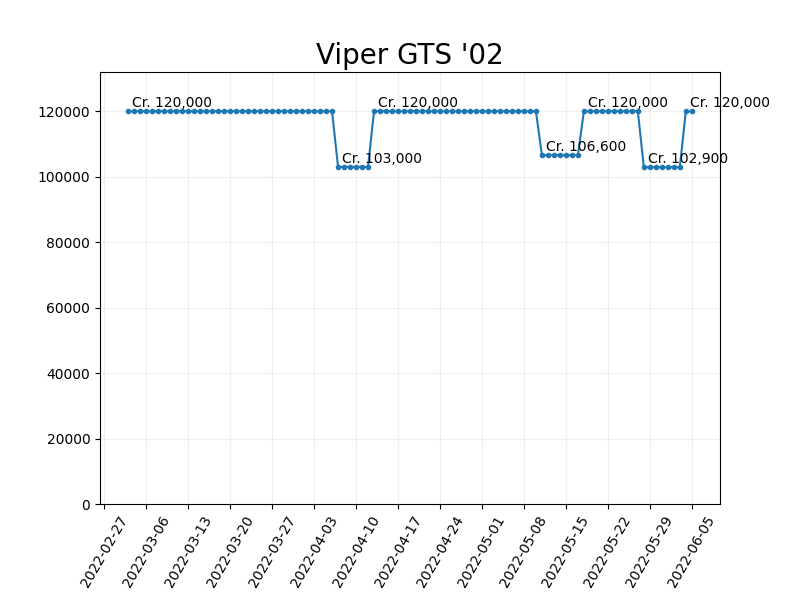 Viper GTS '02
Cr. 120,000
Cr. 120,000
Cr. 120,000
Cr. 120,000
Cr. 103,000
Cr. 106,600
Cr. 102,900
120000
100000
80000
60000
40000
20000
0
2022-02-27
2022-03-06
2022-03-13
2022-03-20
2022-03-27
2022-04-03
2022-04-10
2022-04-17
2022-04-24
2022-05-01
2022-05-08
2022-05-15
2022-05-22
2022-05-29
2022-06-05